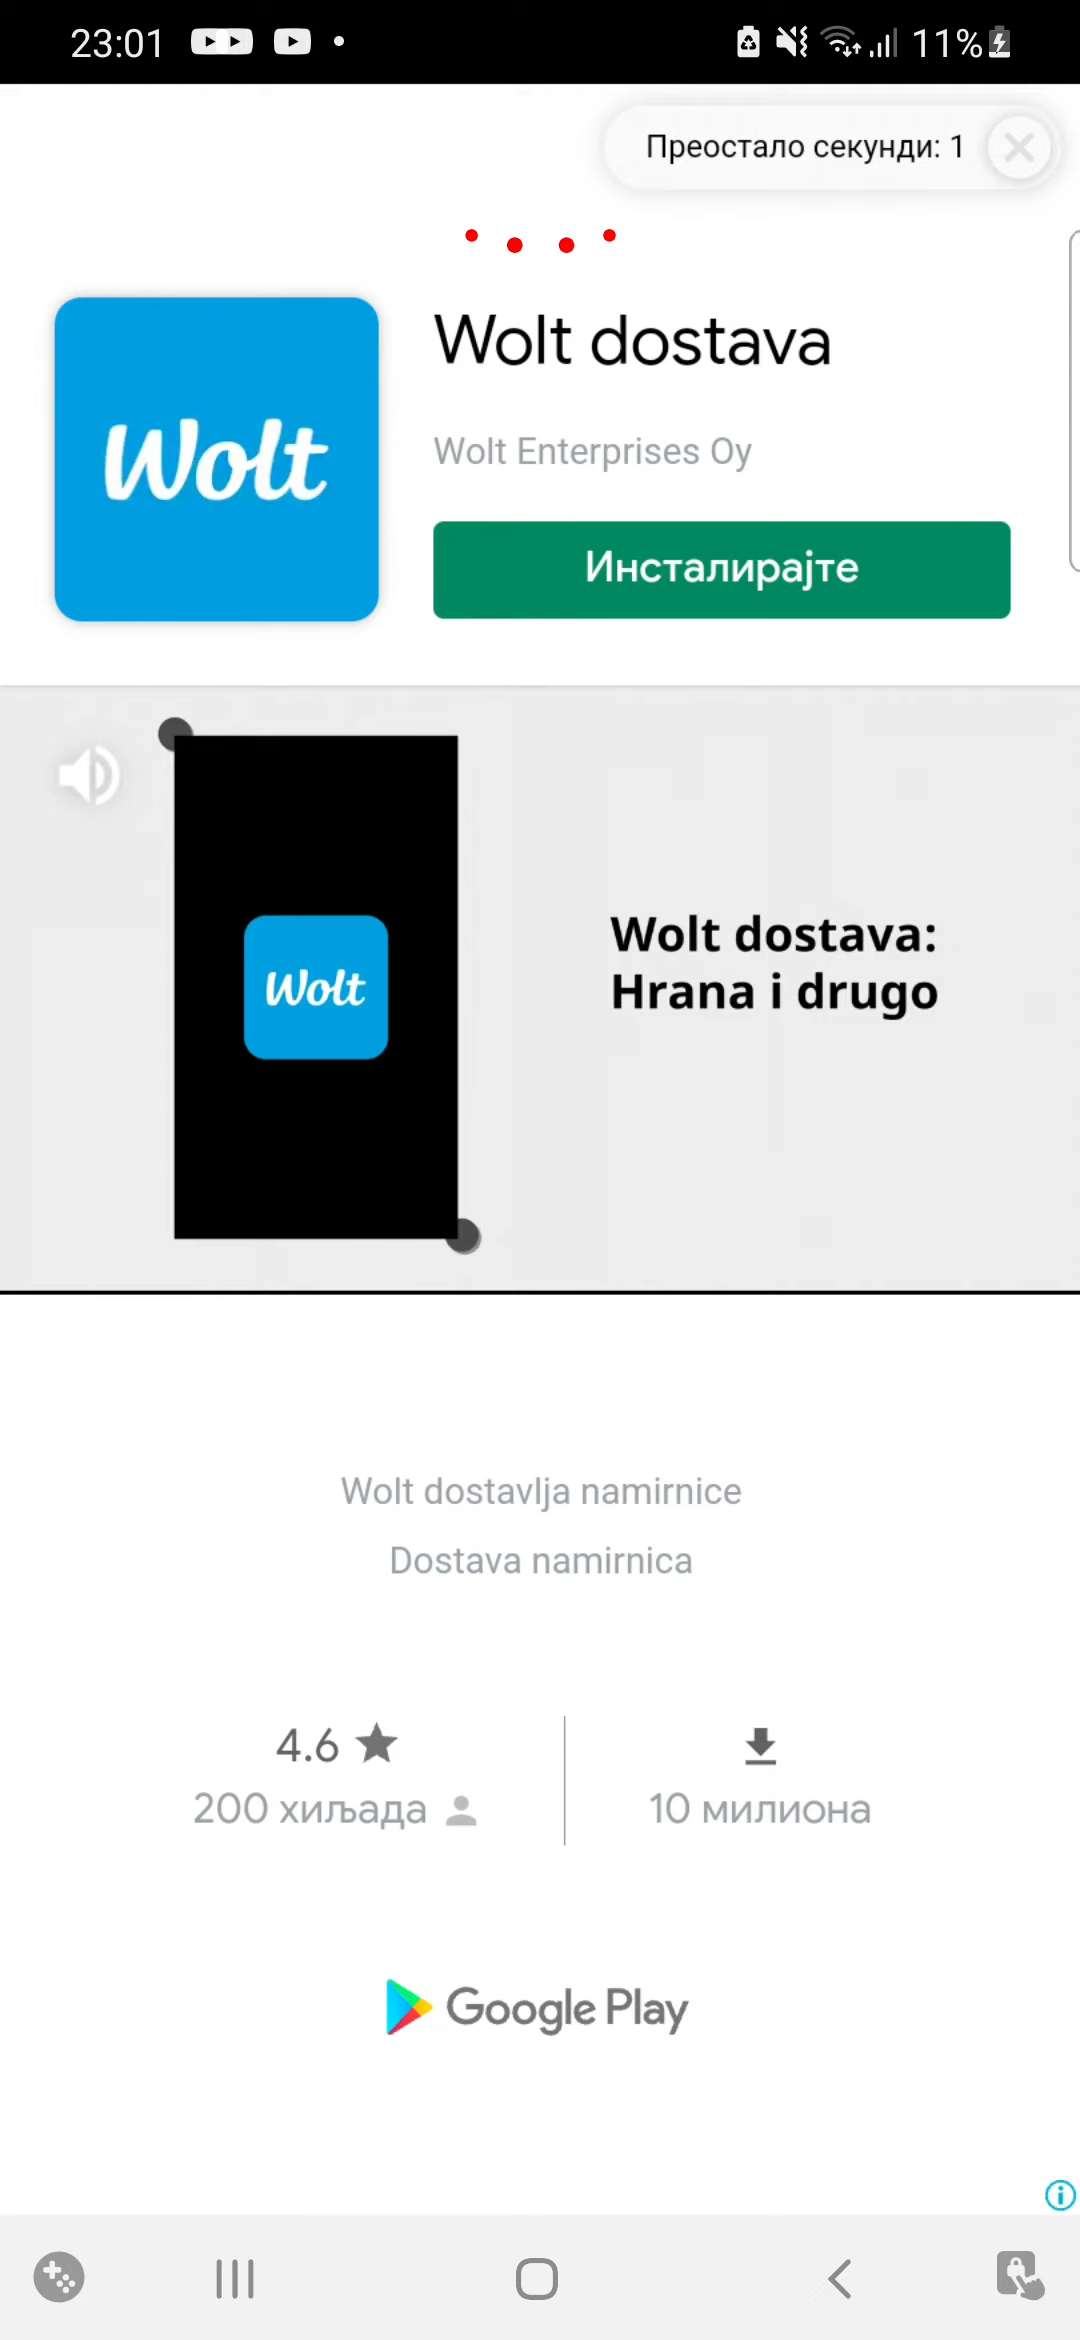 23:01
11%
Преостало секунди: 1
Wolt dostava
Wolt
Wolt Enterprises Oy
Инсталирајте
Wolt
Wolt dostava:
Hrana i drugo
Wolt dostavlja namirnice
Dostava namirnica
4.6
200 хиљада
10 милиона
Google Play